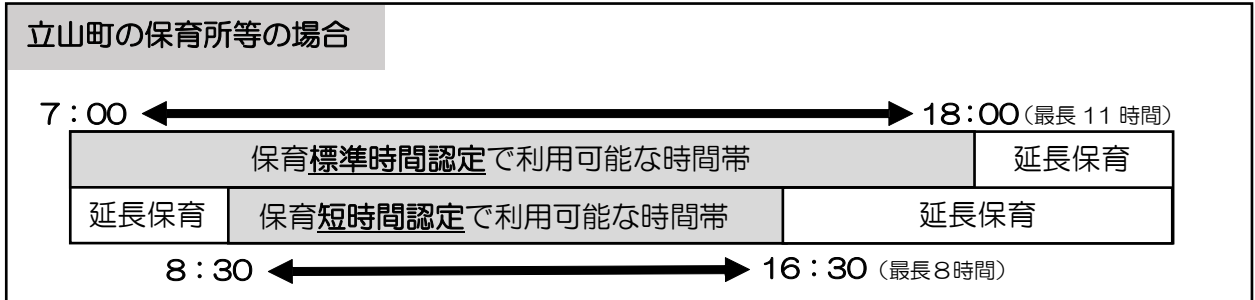 立山町の保育所等の場合
7：00 18：00（最長 11 時間）
保育標準時間認定で利用可能な時間帯 延長保育
延長保育 保育短時間認定で利用可能な時間帯 延長保育
8：30 16：30（最長８時間）